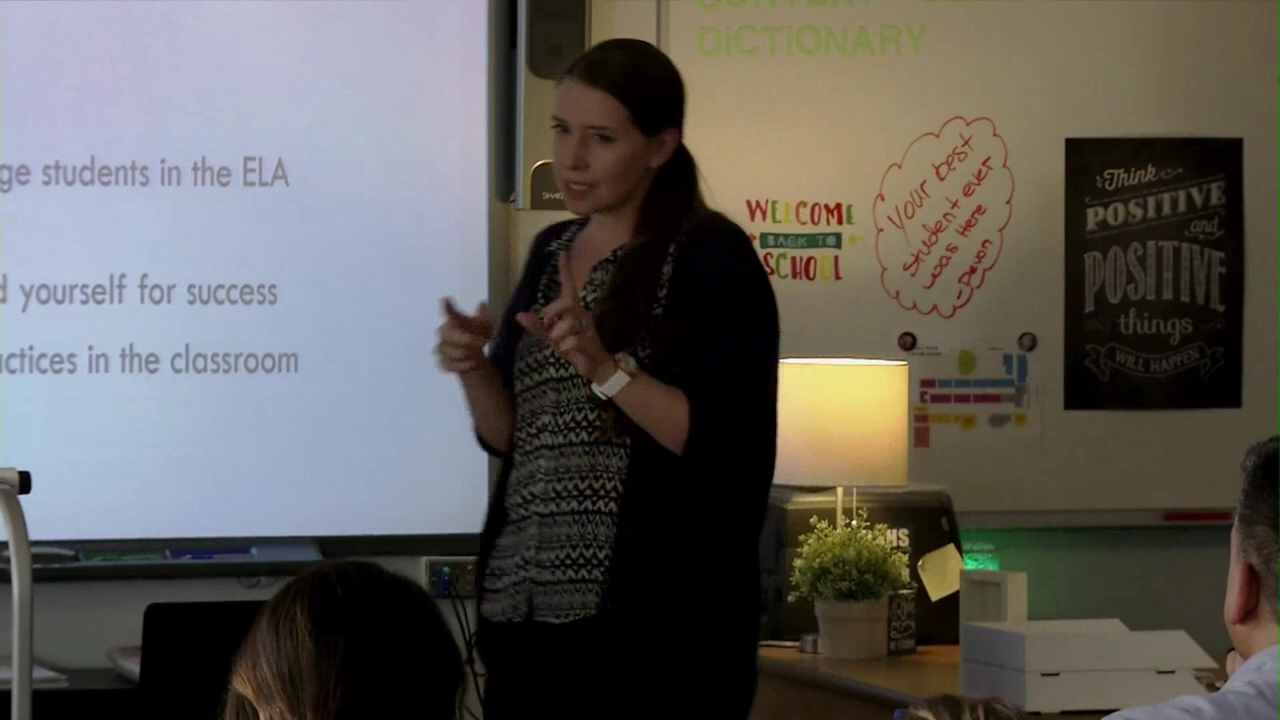 DICTIONARY
ge students in the ELA
d yourself for success
actices in the classroom
SMART
WELCOME
BACK TO
SCHOOL
Your best
student ever
was Here
-Devon
Think
POSITIVE
and
POSITIVE
things
WILL HAPPEN